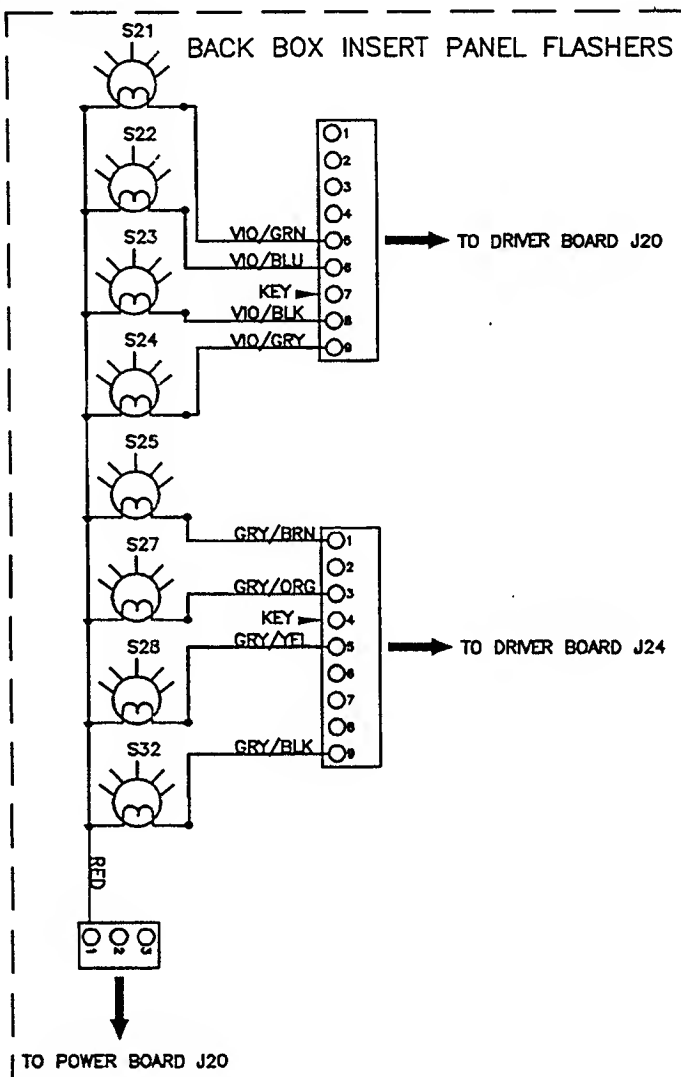 S21
BACK BOX INSERT PANEL FLASHERS
S22
S23
S24
S25
S27
S28
S32
1
2
3
4
VIO/GRN 5
VIO/BLU 6
KEY 7
VIO/BLK 8
VIO/GRY 9
TO DRIVER BOARD J20
GRY/BRN 1
2
GRY/ORG 3
KEY 4
GRY/YEL 5
6
7
8
GRY/BLK 9
TO DRIVER BOARD J24
RED
1 2 3
TO POWER BOARD J20